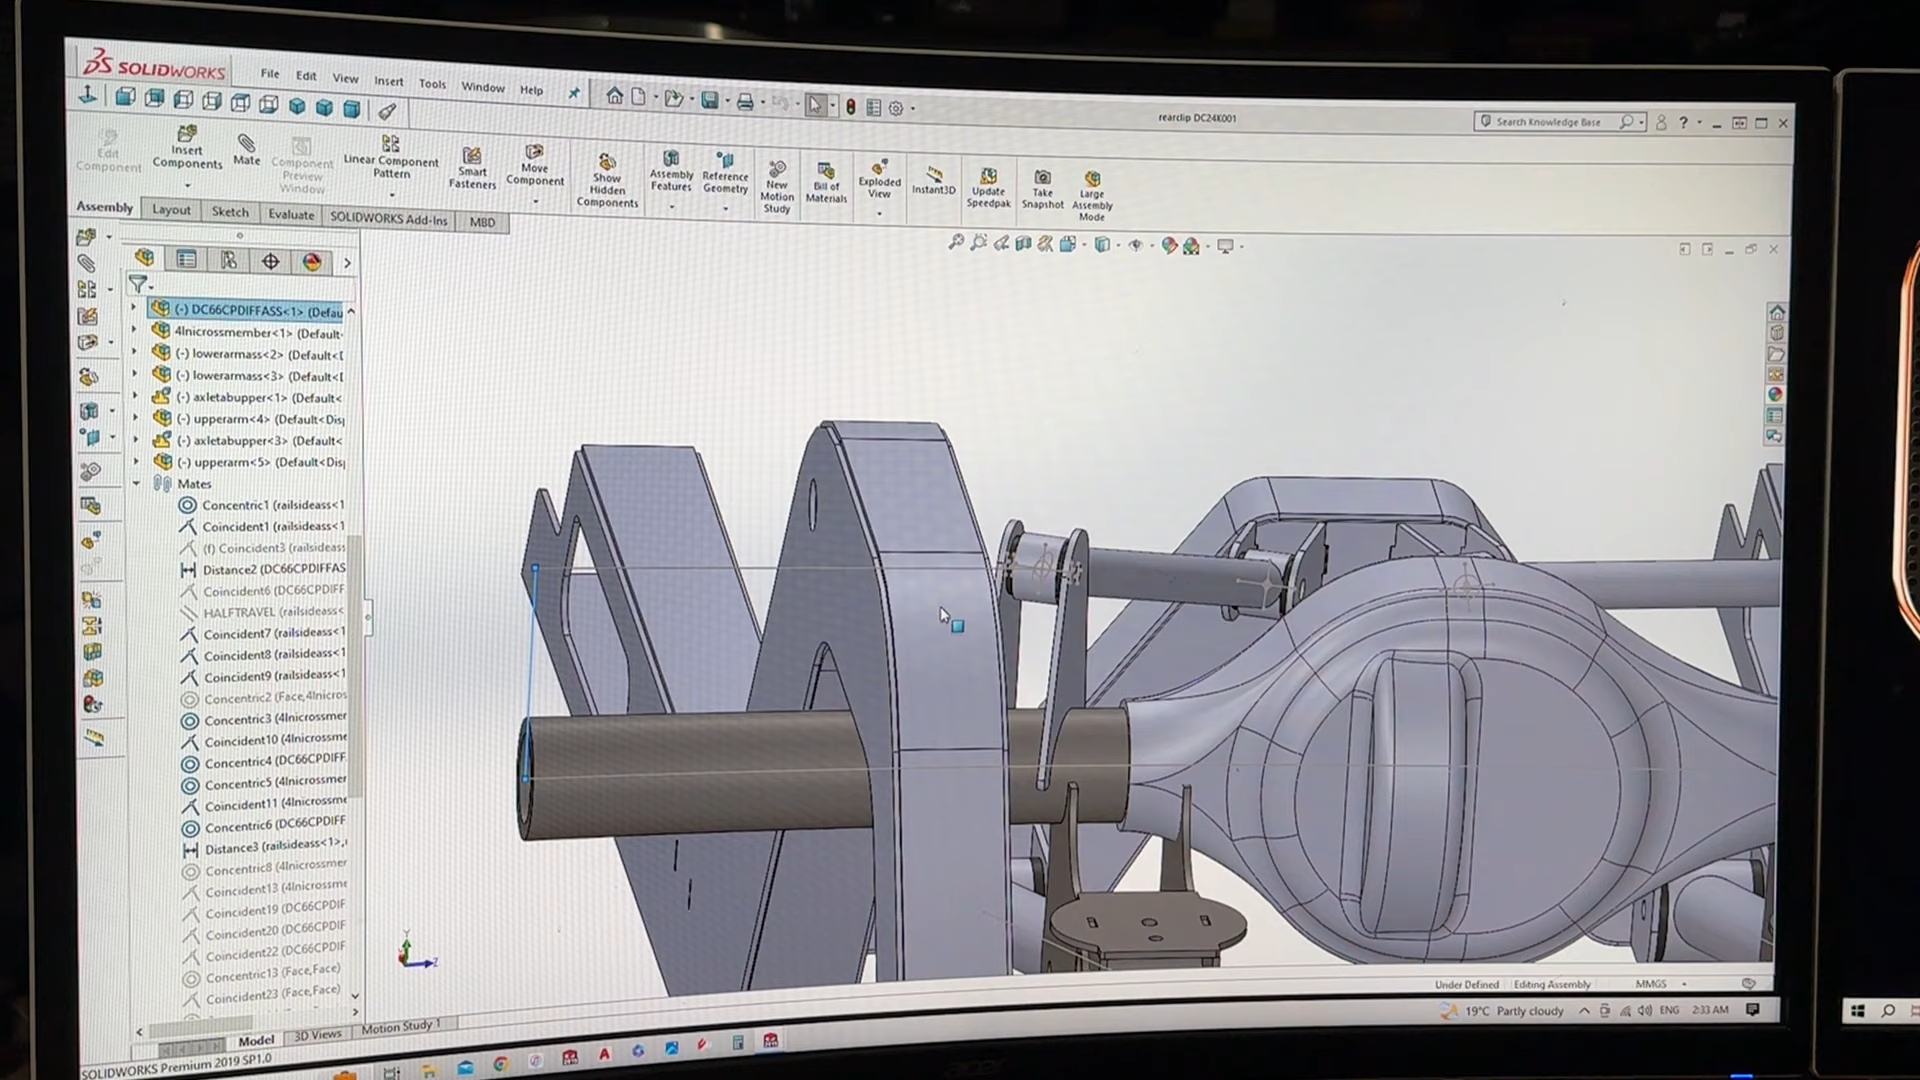 SOLIDWORKS
File Edit View Insert Tools Window Help
rearclip DC24K001
Search Knowledge Base
Edit Component
Insert Components
Mate
Component Preview Window
Linear Component Pattern
Smart Fasteners
Move Component
Show Hidden Components
Assembly Features
Reference Geometry
New Motion Study
Bill of Materials
Exploded View
Instant3D
Update Speedpak
Take Snapshot
Large Assembly Mode
Assembly Layout Sketch Evaluate SOLIDWORKS Add-Ins MBD
(-) DC66CPDIFFASS<1> (Defau
4lnicrossmember<1> (Default<
(-) lowerarmass<2> (Default<[
(-) lowerarmass<3> (Default<[
(-) axletabupper<1> (Default<
(-) upperarm<4> (Default<Disp
(-) axletabupper<3> (Default<
(-) upperarm<5> (Default<Disp
Mates
Concentric1 (railsideass<1
Coincident1 (railsideass<1
(f) Coincident3 (railsideass
Distance2 (DC66CPDIFFAS
Coincident6 (DC66CPDIFF
HALFTRAVEL (railsideass<
Coincident7 (railsideass<1
Coincident8 (railsideass<1
Coincident9 (railsideass<1
Concentric2 (Face,4lnicros
Concentric3 (4lnicrossmer
Coincident10 (4lnicrossme
Concentric4 (DC66CPDIFF
Concentric5 (4lnicrossmer
Coincident11 (4lnicrossme
Concentric6 (DC66CPDIFF
Distance3 (railsideass<1>,
Concentric8 (4lnicrossmer
Coincident13 (4lnicrossme
Coincident19 (DC66CPDIF
Coincident20 (DC66CPDIF
Coincident22 (DC66CPDIF
Concentric13 (Face,Face)
Coincident23 (Face,Face)
Y
Z
Model 3D Views Motion Study 1
SOLIDWORKS Premium 2019 SP1.0
Under Defined Editing Assembly MMGS
19°C Partly cloudy ENG 2:33 AM
acer